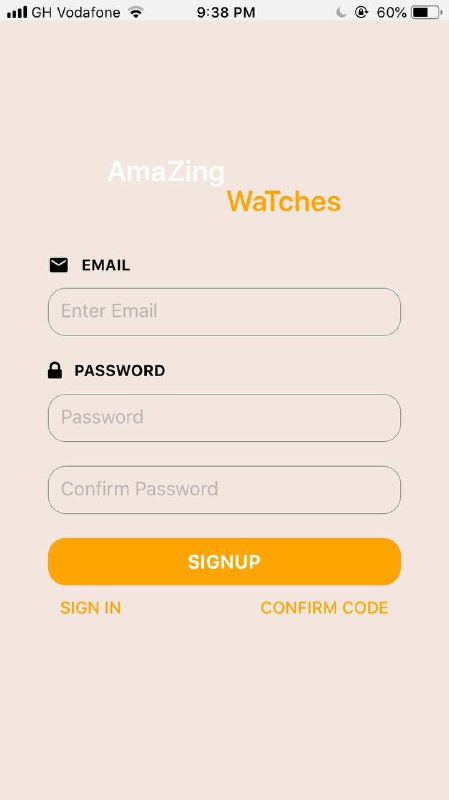 GH Vodafone 9:38 PM 60%
AmaZing
WaTches
EMAIL
Enter Email
PASSWORD
Password
Confirm Password
SIGNUP
SIGN IN CONFIRM CODE